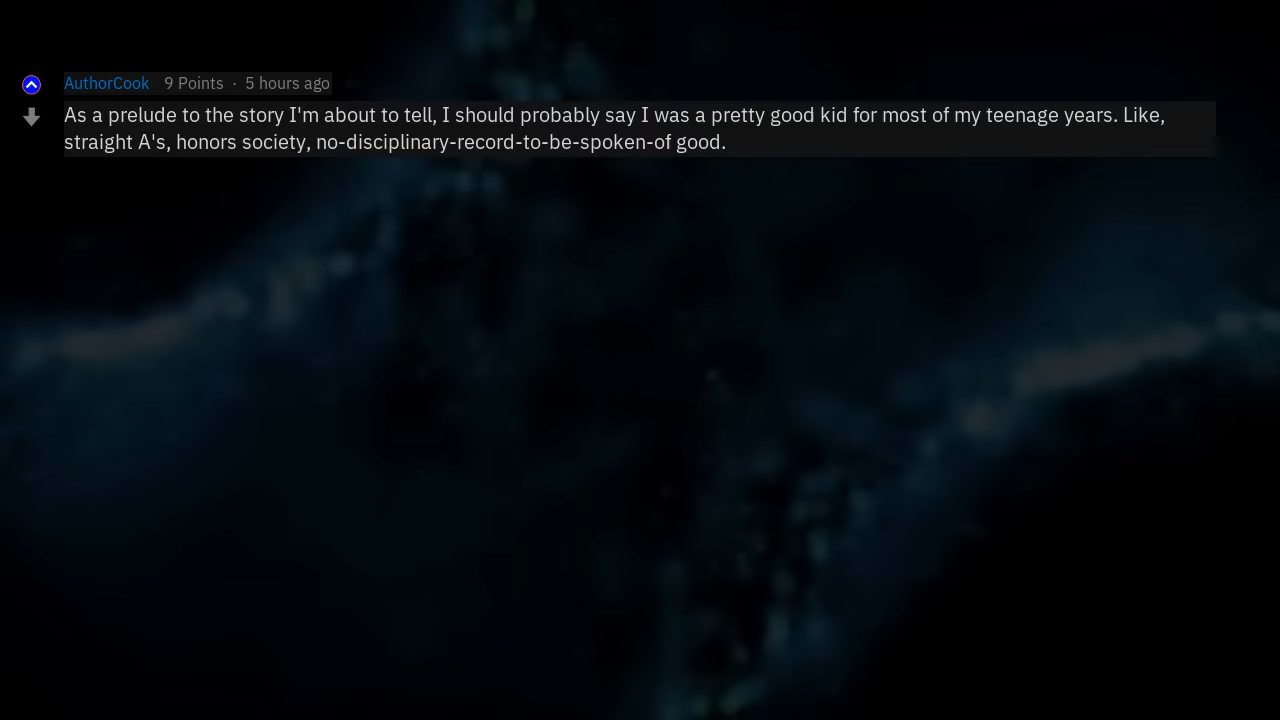 AuthorCook 9 Points · 5 hours ago
As a prelude to the story I'm about to tell, I should probably say I was a pretty good kid for most of my teenage years. Like,
straight A's, honors society, no-disciplinary-record-to-be-spoken-of good.